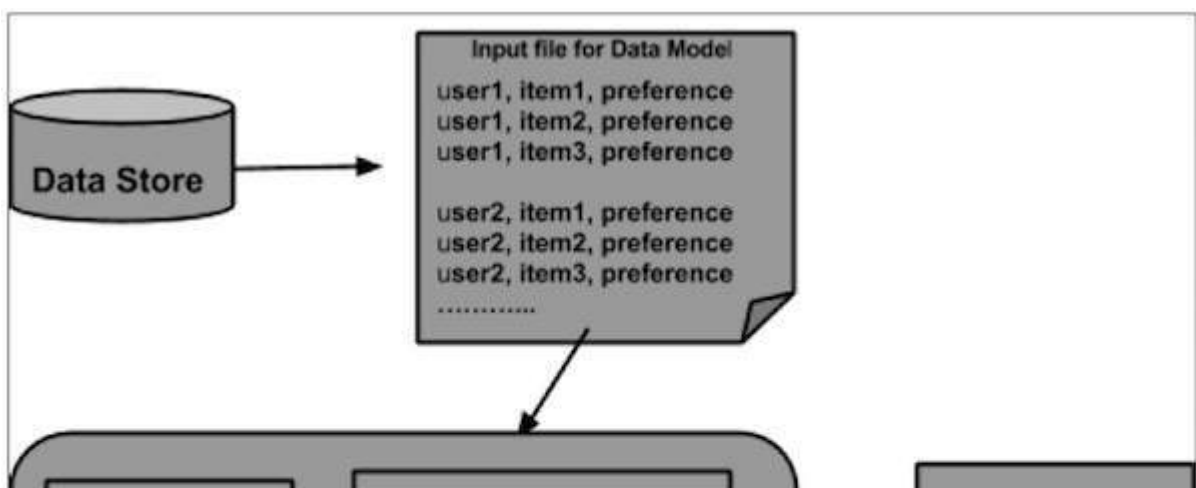 Input file for Data Model
user1, item1, preference
user1, item2, preference
user1, item3, preference
Data Store
user2, item1, preference
user2, item2, preference
user2, item3, preference
............